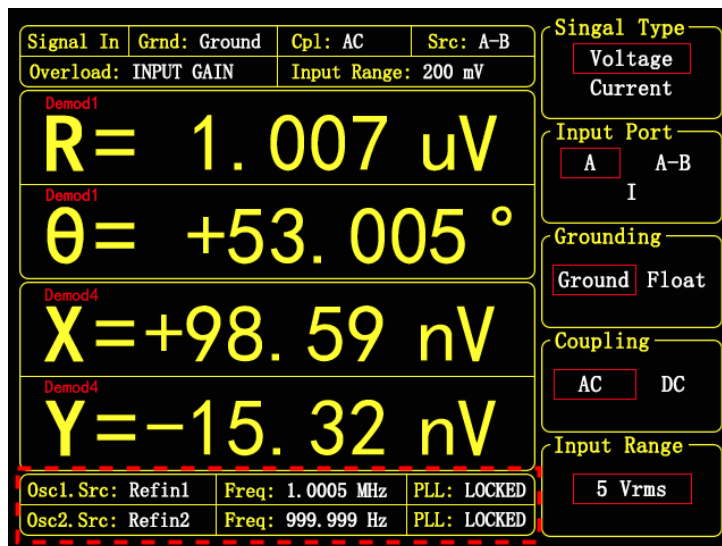 Signal In Grnd: Ground Cpl: AC Src: A-B
Overload: INPUT GAIN Input Range: 200 mV
Demod1
R= 1.007 uV
Demod1
θ= +53.005 °
Demod4
X=+98.59 nV
Demod4
Y=-15.32 nV
Osc1.Src: Refin1 Freq: 1.0005 MHz PLL: LOCKED
Osc2.Src: Refin2 Freq: 999.999 Hz PLL: LOCKED
Singal Type
Voltage
Current
Input Port
A A-B
I
Grounding
Ground Float
Coupling
AC DC
Input Range
5 Vrms